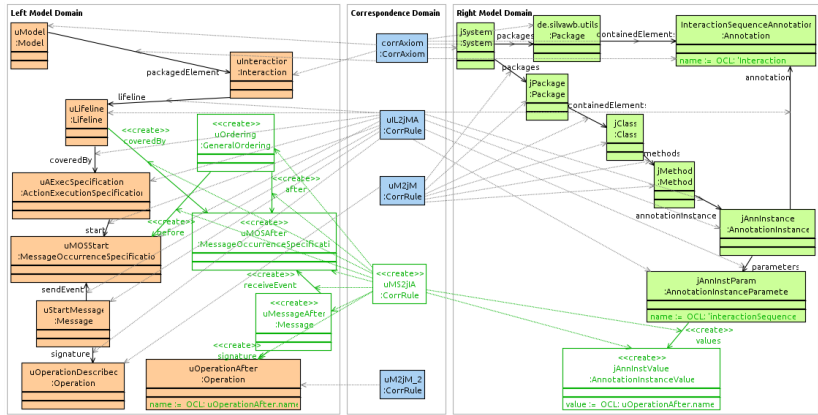 Left Model Domain
uModel
:Model
packagedElement
uInteraction
:Interaction
lifeline
uLifeline
:Lifeline
<<create>>
coveredBy
<<create>>
uOrdering
:GeneralOrdering
coveredBy
<<create>>
after
uAExecSpecification
:ActionExecutionSpecificatio
start
<<create>>
before
<<create>>
uMOSAfter
:MessageOccurrenceSpecificati
uMOSStart
:MessageOccurrenceSpecificatio
sendEvent
<<create>>
receiveEvent
uStartMessage
:Message
<<create>>
uMessageAfter
:Message
signature
<<create>>
signature
uOperationDescribed
:Operation
uOperationAfter
:Operation
name := OCL: uOperationAfter.name
Correspondence Domain
corrAxiom
:CorrAxiom
uIL2jMA
:CorrRule
uM2jM
:CorrRule
<<create>>
uMS2jIA
:CorrRule
uM2jM_2
:CorrRule
Right Model Domain
jSystem
:System
packages
de.silvawb.utils
:Package
containedElement
InteractionSequenceAnnotation
:Annotation
name := OCL: 'Interaction
packages
annotation
jPackage
:Package
containedElements
jClass
:Class
methods
jMethod
:Method
annotationInstance
jAnnInstance
:AnnotationInstance
parameters
jAnnInstParam
:AnnotationInstanceParamete
name := OCL: 'interactionSequence
<<create>>
values
<<create>>
jAnnInstValue
:AnnotationInstanceValue
value := OCL: uOperationAfter.nam